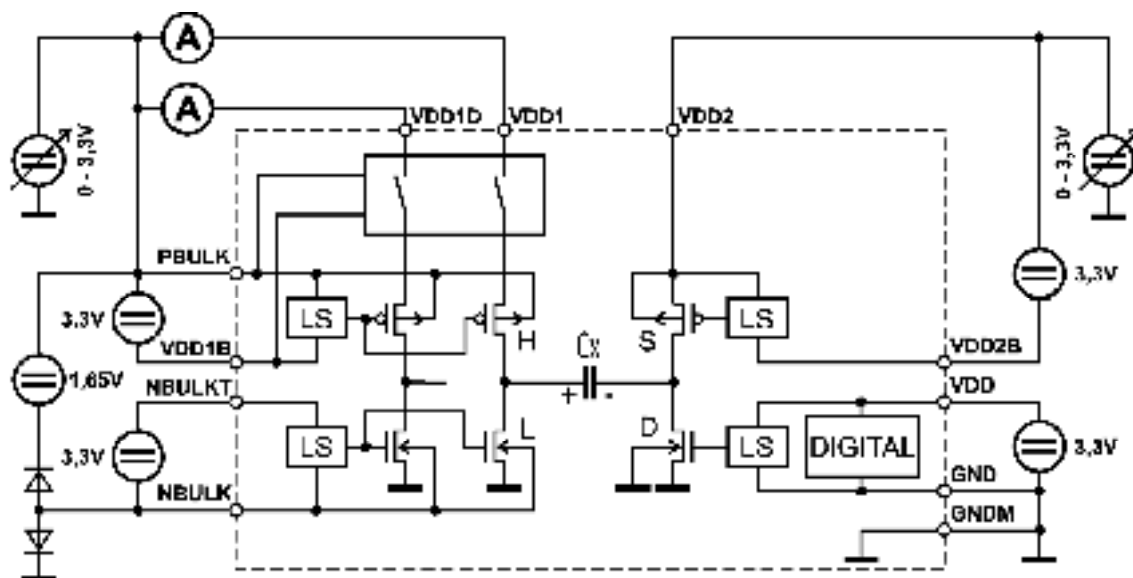 A
A
VDD1D
VDD1
VDD2
0 - 3,3V
0 - 3,3V
PBULK
3,3V
LS
H
Cx
S
LS
3,3V
VDD1B
VDD2B
1,65V
NBULKT
VDD
+
-
3,3V
LS
L
D
LS
DIGITAL
3,3V
NBULK
GND
GNDM